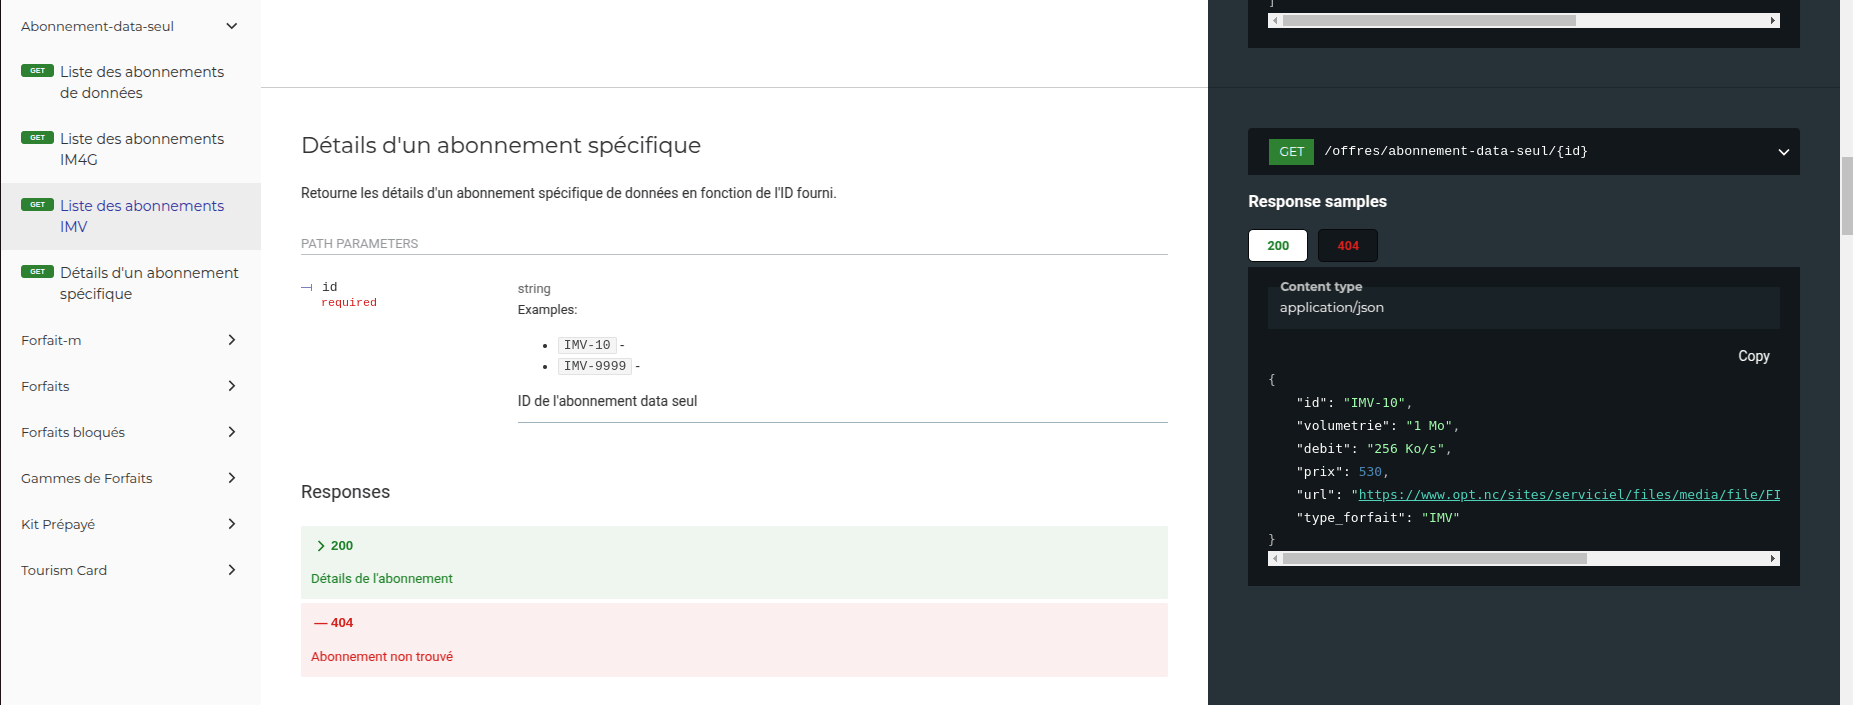 Abonnement-data-seul
GET Liste des abonnements
de données
GET Liste des abonnements
IM4G
GET Liste des abonnements
IMV
GET Détails d'un abonnement
spécifique
Forfait-m
Forfaits
Forfaits bloqués
Gammes de Forfaits
Kit Prépayé
Tourism Card
Détails d'un abonnement spécifique
Retourne les détails d'un abonnement spécifique de données en fonction de l'ID fourni.
PATH PARAMETERS
id
required
string
Examples:
• IMV-10 -
• IMV-9999 -
ID de l'abonnement data seul
Responses
200
Détails de l'abonnement
— 404
Abonnement non trouvé
]
GET /offres/abonnement-data-seul/{id}
Response samples
200 404
Content type
application/json
Copy
{
"id": "IMV-10",
"volumetrie": "1 Mo",
"debit": "256 Ko/s",
"prix": 530,
"url": "https://www.opt.nc/sites/serviciel/files/media/file/FI
"type_forfait": "IMV"
}